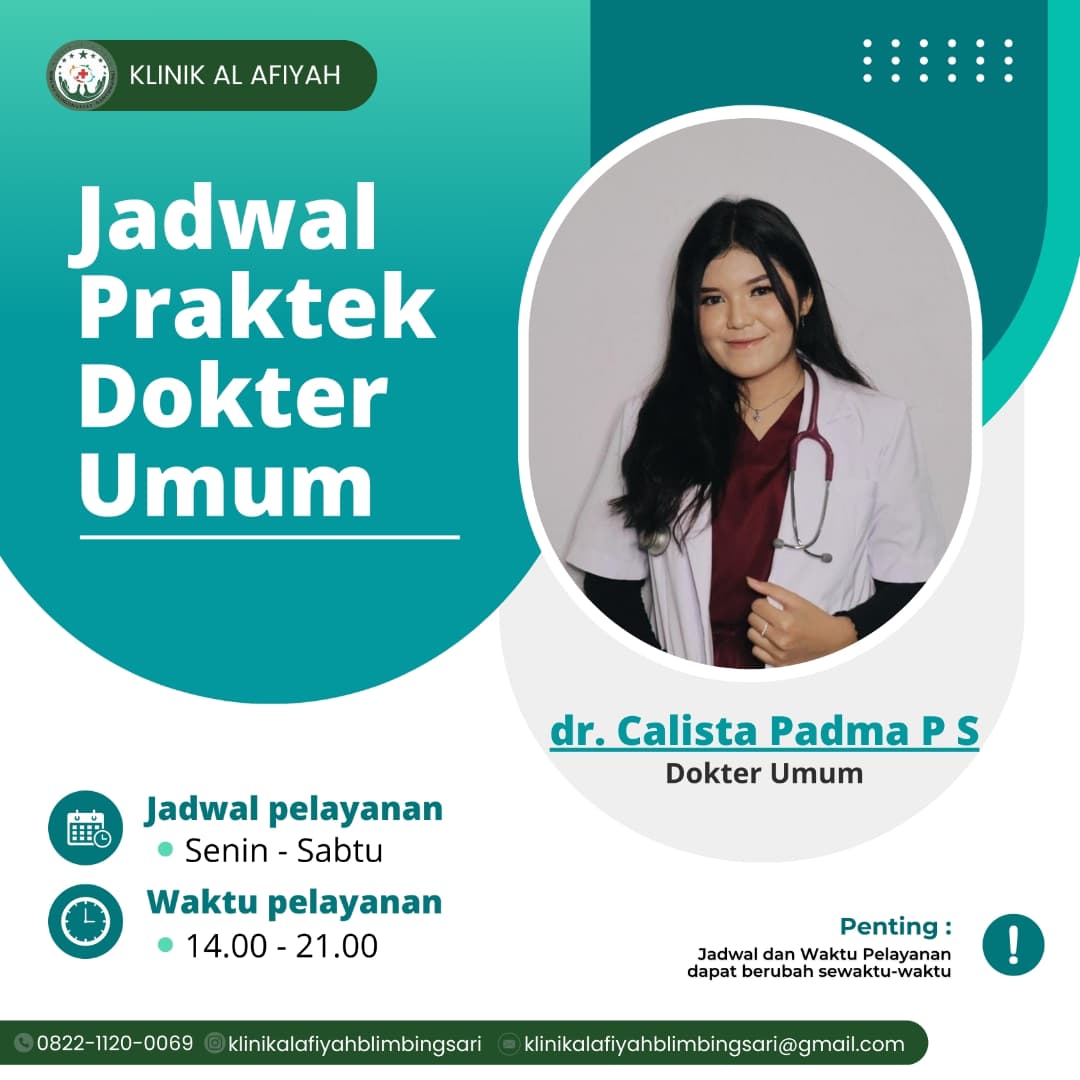 KLINIK AL AFIYAH
Jadwal
Praktek
Dokter
Umum
dr. Calista Padma P S
Dokter Umum
Jadwal pelayanan
Senin - Sabtu
Waktu pelayanan
14.00 - 21.00
Penting :
Jadwal dan Waktu Pelayanan
dapat berubah sewaktu-waktu
0822-1120-0069 klinikalafiyahblimbingsari klinikalafiyahblimbingsari@gmail.com